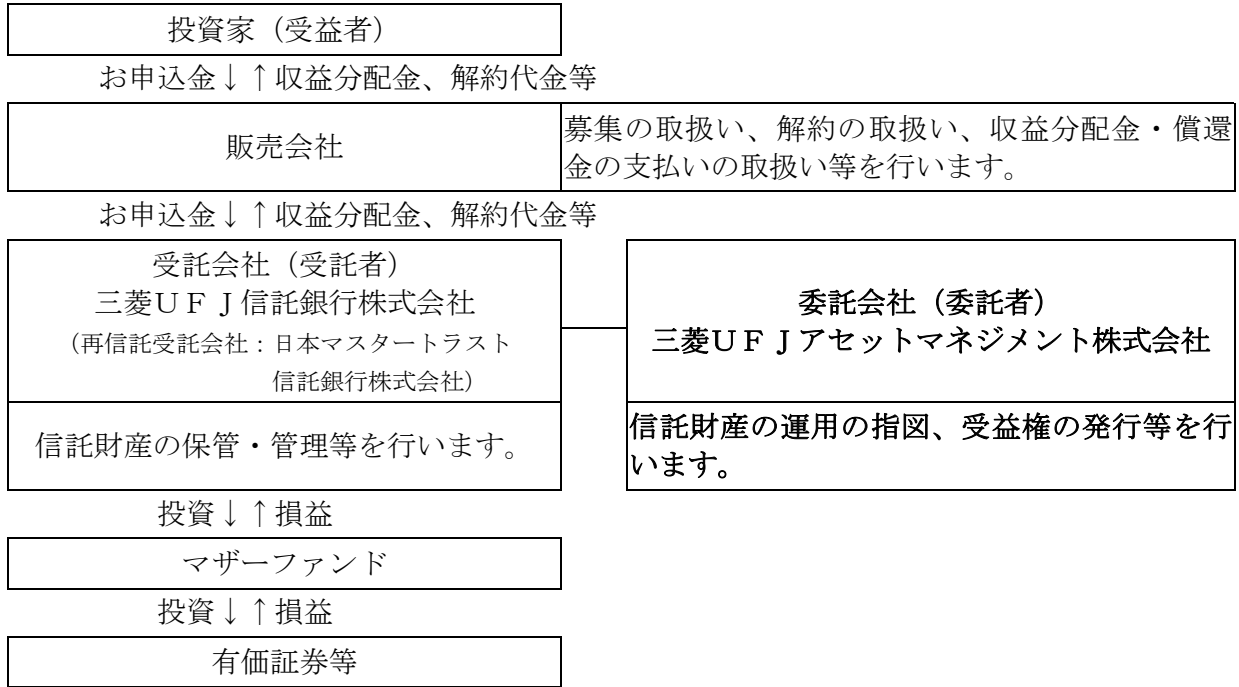 投資家（受益者）
お申込金↓↑収益分配金、解約代金等
販売会社
募集の取扱い、解約の取扱い、収益分配金・償還
金の支払いの取扱い等を行います。
お申込金↓↑収益分配金、解約代金等
受託会社（受託者）
三菱ＵＦＪ信託銀行株式会社
（再信託受託会社：日本マスタートラスト
信託銀行株式会社）
委託会社（委託者）
三菱ＵＦＪアセットマネジメント株式会社
信託財産の保管・管理等を行います。
信託財産の運用の指図、受益権の発行等を行
います。
投資↓↑損益
マザーファンド
投資↓↑損益
有価証券等